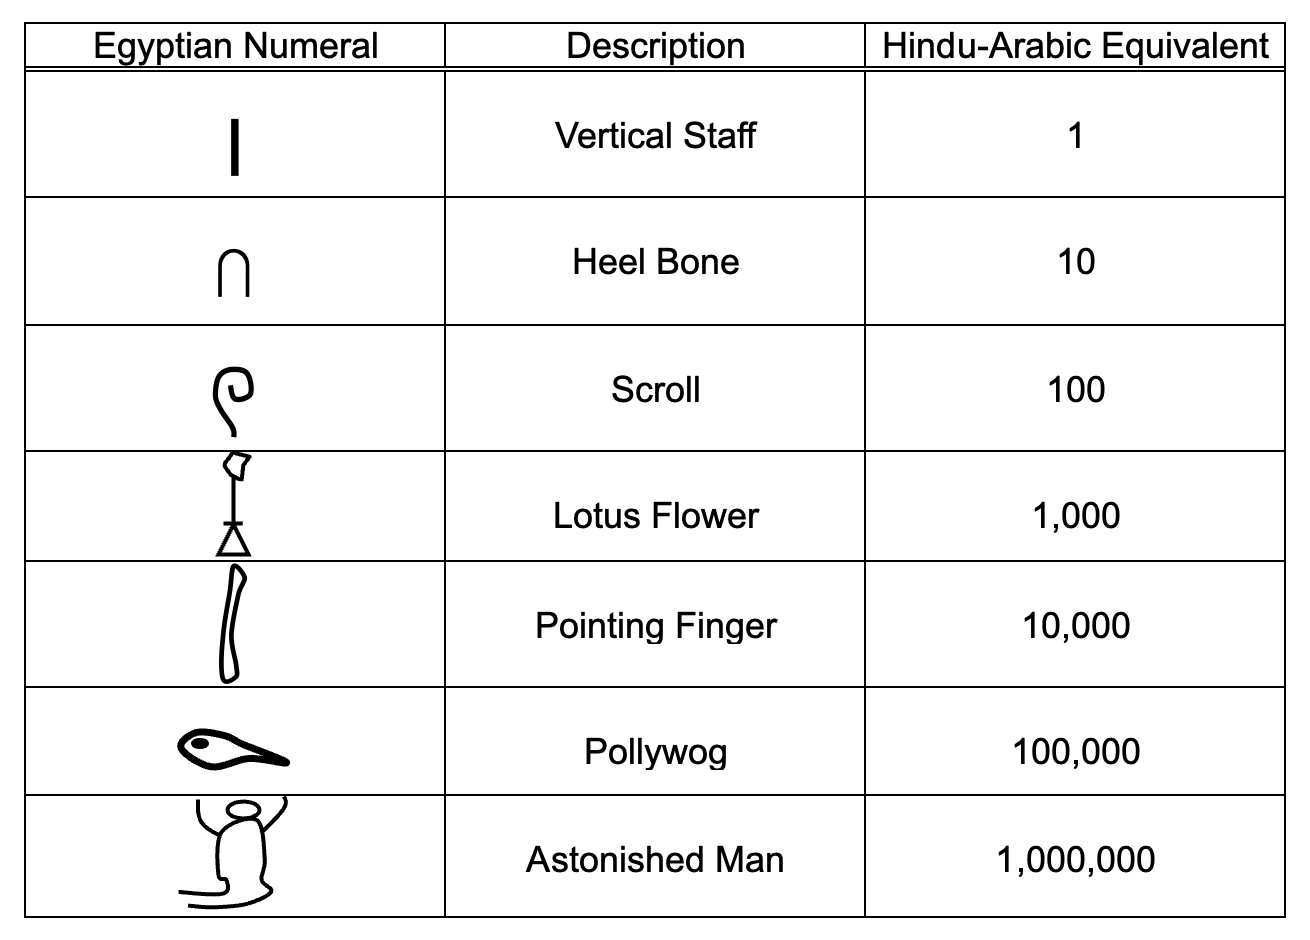 Egyptian Numeral Description Hindu-Arabic Equivalent
Vertical Staff 1
Heel Bone 10
Scroll 100
Lotus Flower 1,000
Pointing Finger 10,000
Pollywog 100,000
Astonished Man 1,000,000